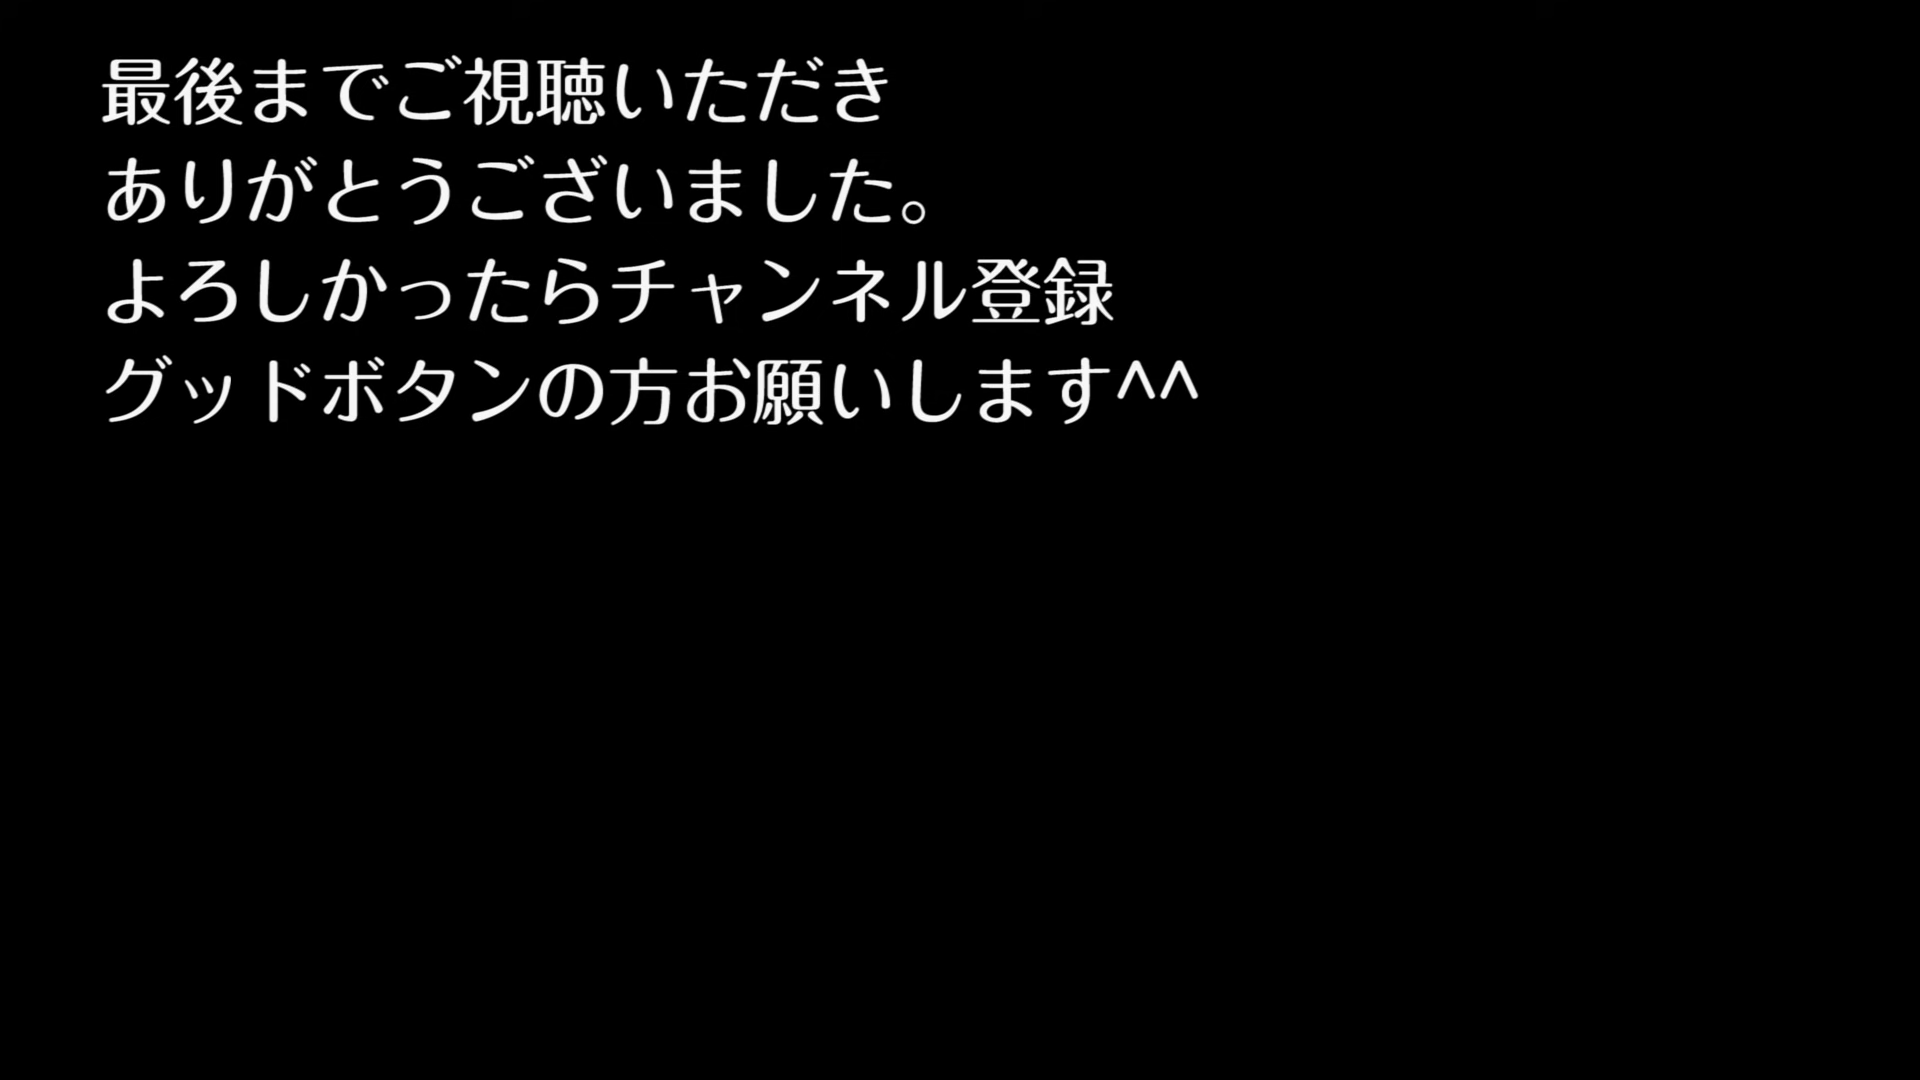 最後までご視聴いただき
ありがとうございました。
よろしかったらチャンネル登録
グッドボタンの方お願いします^^